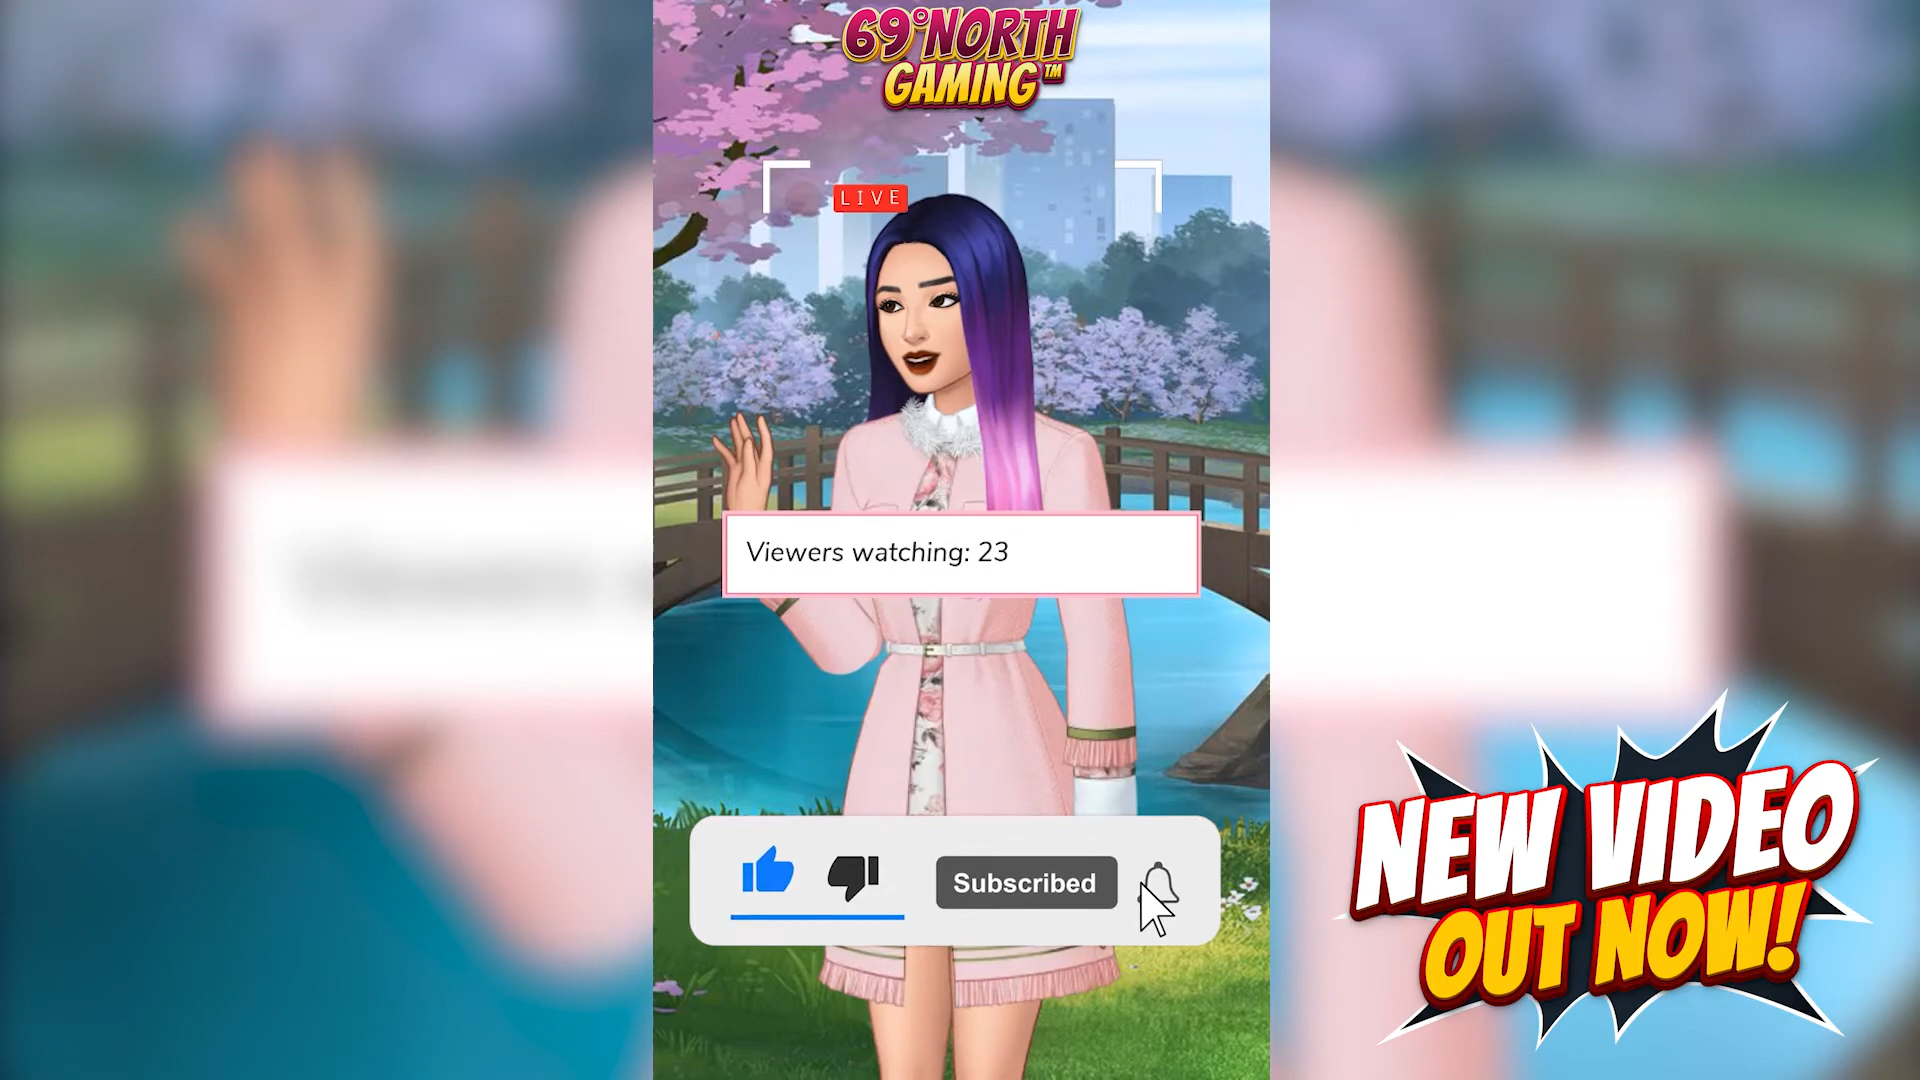 69°NORTH
GAMING™
LIVE
Viewers watching: 23
Subscribed
NEW VIDEO
OUT NOW!